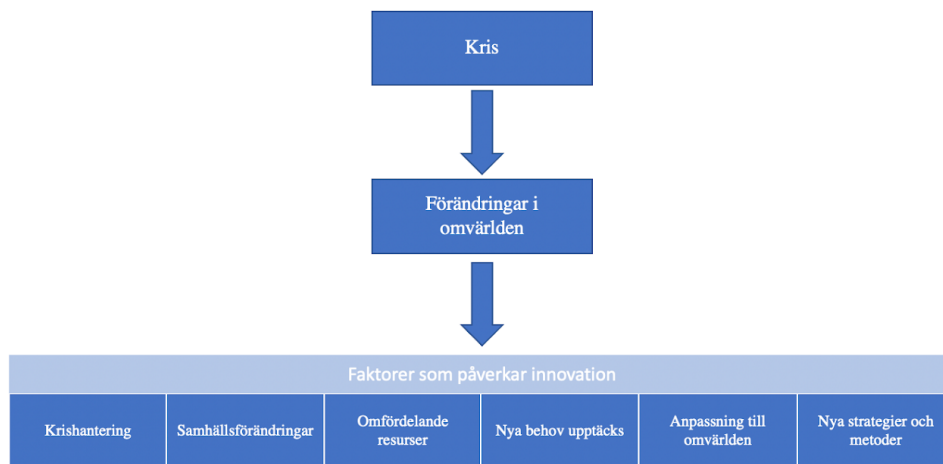 Kris
Förändringar i
omvärlden
Faktorer som påverkar innovation
Krishantering
Samhällsförändringar
Omfördelande
resurser
Nya behov upptäcks
Anpassning till
omvärlden
Nya strategier och
metoder